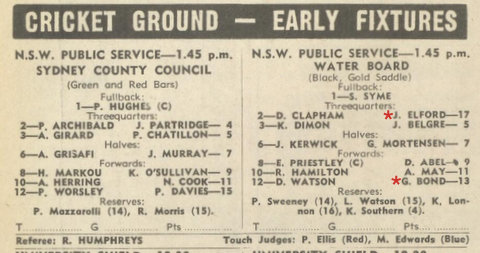 CRICKET GROUND — EARLY FIXTURES
N.S.W. PUBLIC SERVICE—1.45 p.m.
SYDNEY COUNTY COUNCIL
(Green and Red Bars)
Fullback:
1—P. HUGHES (C)
Threequarters:
2—P. ARCHIBALD J. PARTRIDGE— 4
3—A. GIRARD P. CHATILLON— 5
Halves:
6—A. GRISAFI J. MURRAY— 7
Forwards:
8—H. MARKOU K. O'SULLIVAN— 9
10—A. HERRING N. COOK—11
12—P. WORSLEY P. DAVIES—15
Reserves:
P. Mazzarolli (14), R. Morris (15).
T G Pts
N.S.W. PUBLIC SERVICE—1.45 p.m.
WATER BOARD
(Black, Gold Saddle)
Fullback:
1—S. SYME
Threequarters:
2—D. CLAPHAM *J. ELFORD—17
3—K. DIMON J. BELGRE— 5
Halves:
6—J. KERWICK G. MORTENSEN— 7
Forwards:
8—E. PRIESTLEY (C) D. ABEL— 9
10—R. HAMILTON A. MAY—11
12—D. WATSON *G. BOND—13
Reserves:
P. Sweeney (14), L. Watson (15), K. Lon-
non (16), K. Southern (4).
T G Pts
Referee: R. HUMPHREYS Touch Judges: P. Ellis (Red), M. Edwards (Blue)